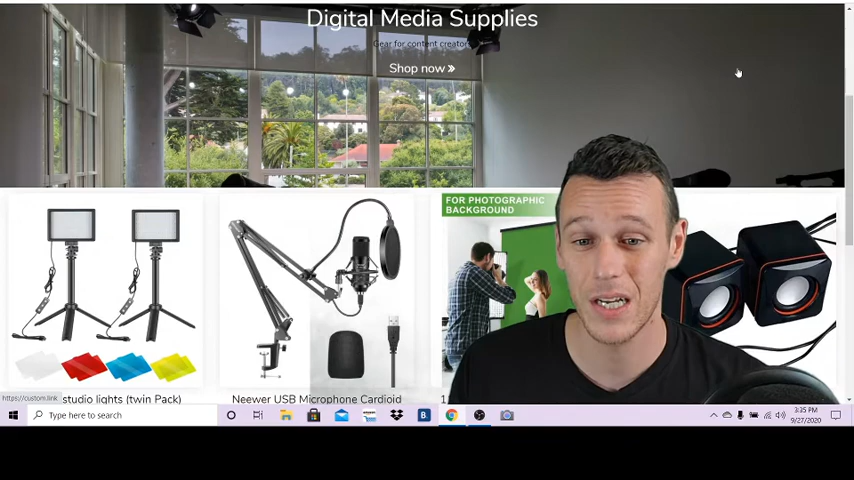 Digital Media Supplies
Gear for content creators
Shop now »
FOR PHOTOGRAPHIC
BACKGROUND
studio lights (twin Pack)
Neewer USB Microphone Cardioid
1
https://custom.link
Type here to search
3:35 PM
9/27/2020